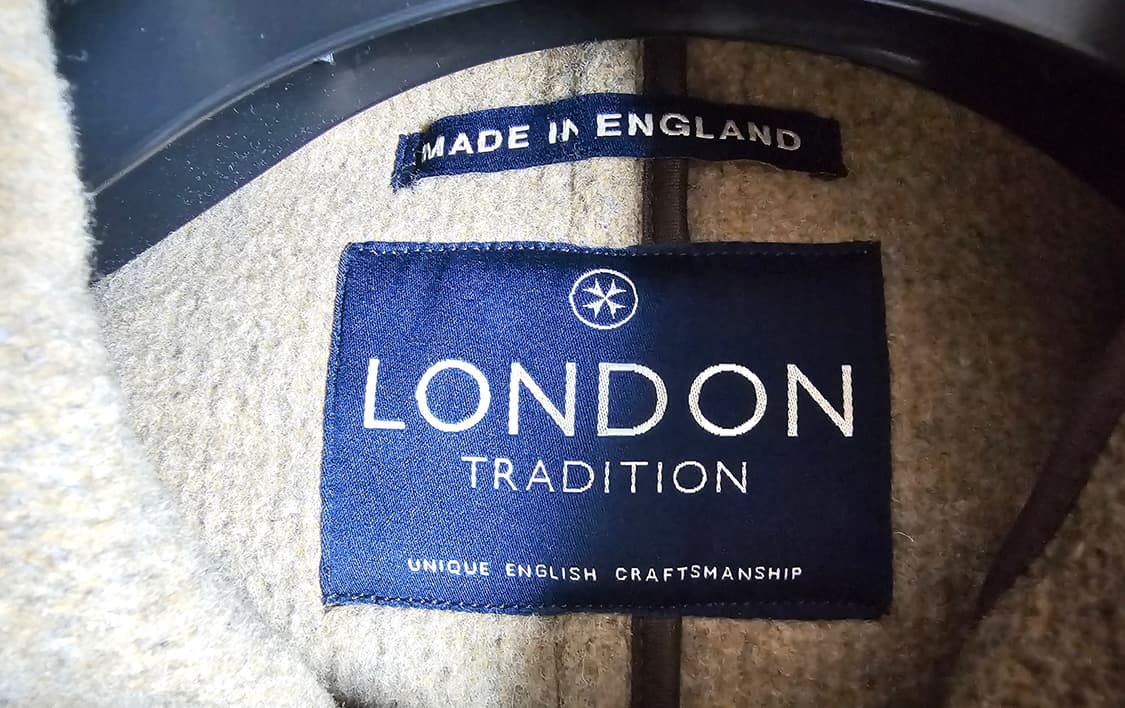 MADE IN ENGLAND
LONDON
TRADITION
UNIQUE ENGLISH CRAFTSMANSHIP